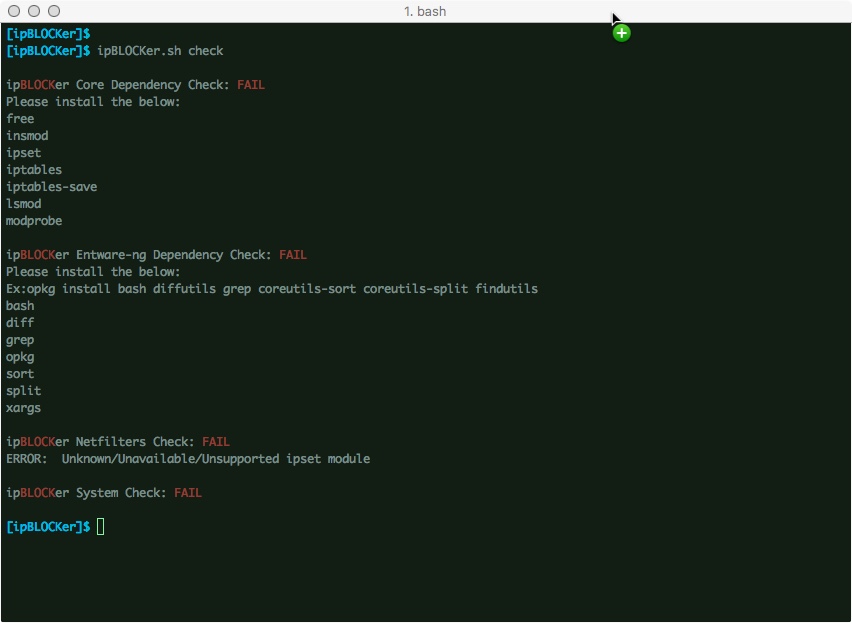 1. bash
[ipBLOCKer]$
[ipBLOCKer]$ ipBLOCKer.sh check
ipBLOCKer Core Dependency Check: FAIL
Please install the below:
free
insmod
ipset
iptables
iptables-save
lsmod
modprobe
ipBLOCKer Entware-ng Dependency Check: FAIL
Please install the below:
Ex:opkg install bash diffutils grep coreutils-sort coreutils-split findutils
bash
diff
grep
opkg
sort
split
xargs
ipBLOCKer Netfilters Check: FAIL
ERROR:  Unknown/Unavailable/Unsupported ipset module
ipBLOCKer System Check: FAIL
[ipBLOCKer]$